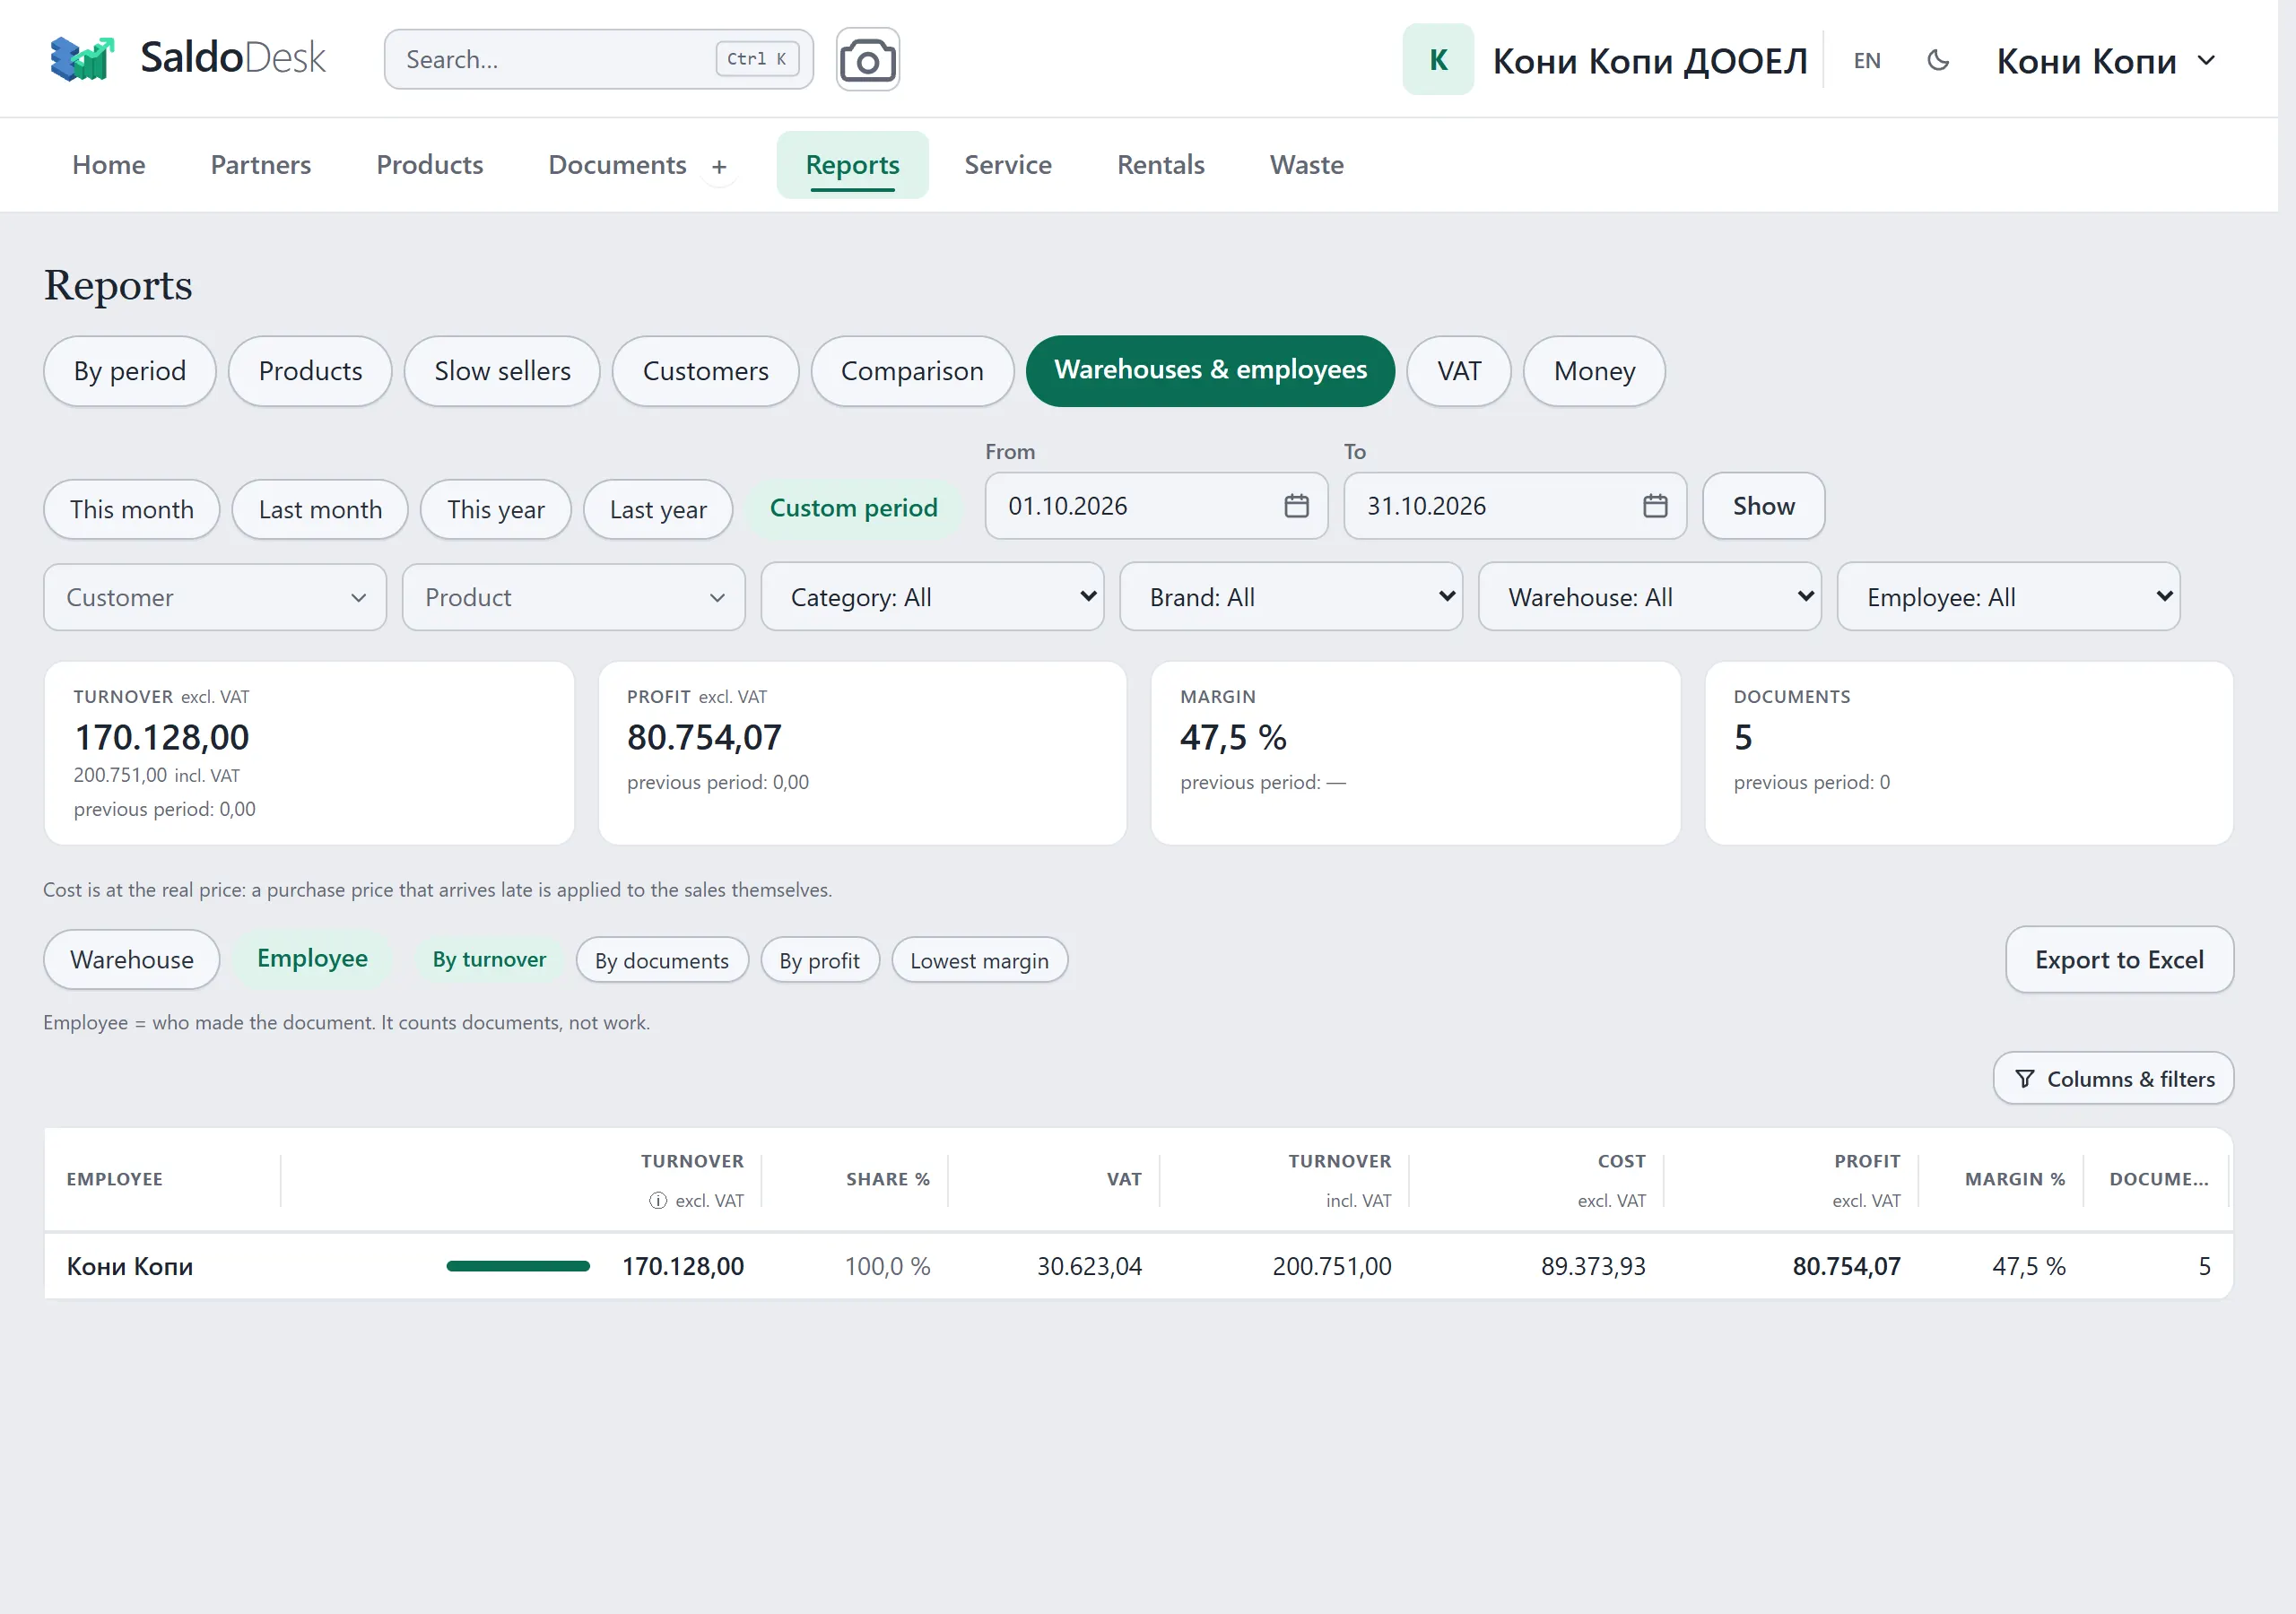 SaldoDesk
Search...
Ctrl K
K
Кони Копи ДООЕЛ
EN
Кони Копи
Home
Partners
Products
Documents
+
Reports
Service
Rentals
Waste
Reports
By period
Products
Slow sellers
Customers
Comparison
Warehouses & employees
VAT
Money
From
To
This month
Last month
This year
Last year
Custom period
01.10.2026
31.10.2026
Show
Customer
Product
Category: All
Brand: All
Warehouse: All
Employee: All
TURNOVER excl. VAT
170.128,00
200.751,00 incl. VAT
previous period: 0,00
PROFIT excl. VAT
80.754,07
previous period: 0,00
MARGIN
47,5 %
previous period: —
DOCUMENTS
5
previous period: 0
Cost is at the real price: a purchase price that arrives late is applied to the sales themselves.
Warehouse
Employee
By turnover
By documents
By profit
Lowest margin
Export to Excel
Employee = who made the document. It counts documents, not work.
Columns & filters
EMPLOYEE
TURNOVER
excl. VAT
SHARE %
VAT
TURNOVER
incl. VAT
COST
excl. VAT
PROFIT
excl. VAT
MARGIN %
DOCUME...
Кони Копи
170.128,00
100,0 %
30.623,04
200.751,00
89.373,93
80.754,07
47,5 %
5